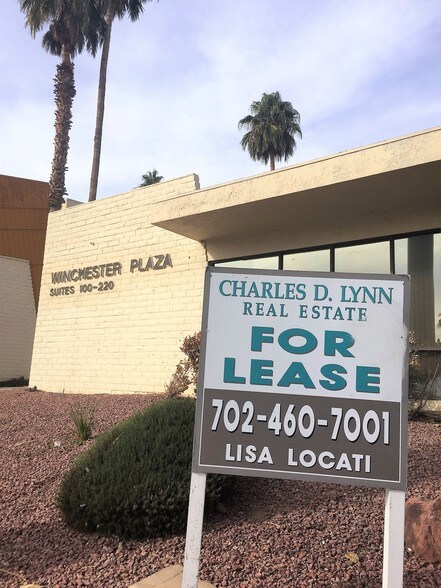 WINCHESTER PLAZA
SUITES 100-220
CHARLES D. LYNN
REAL ESTATE
FOR
LEASE
702-460-7001
LISA LOCATI